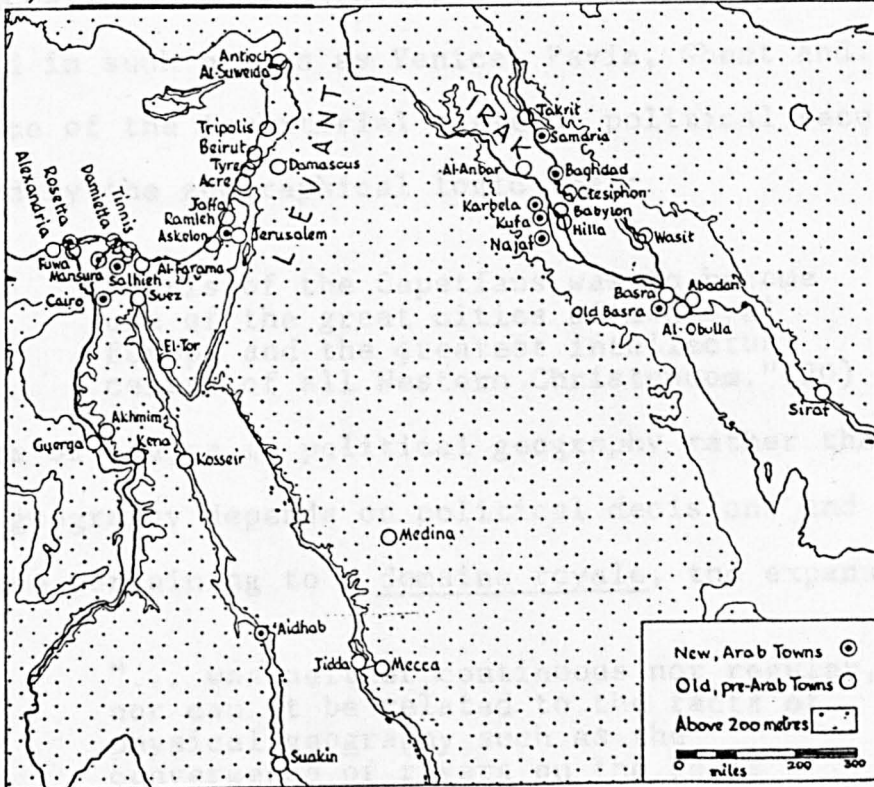 Antioch
Al-Suweida
Tripolis
Beirut
Tyre
Acre
Damascus
Jaffa
Ramleh
Askelon
Jerusalem
LEVANT
Alexandria
Rosetta
Damietta
Tinnis
Fuwa
Mansura
Salhieh
Al-Farama
Cairo
Suez
El-Tor
Akhmim
Guerga
Kena
Kosseir
Medina
Aidhab
Jidda
Mecca
Suakin
IRAQ
Takrit
Samarria
Al-Anbar
Baghdad
Ctesiphon
Karbela
Babylon
Kufa
Hilla
Najaf
Wasit
Basra
Abadan
Old Basra
Al-Obulla
Siraf
New, Arab Towns
Old, Pre-Arab Towns
Above 200 metres
0 200 300
miles